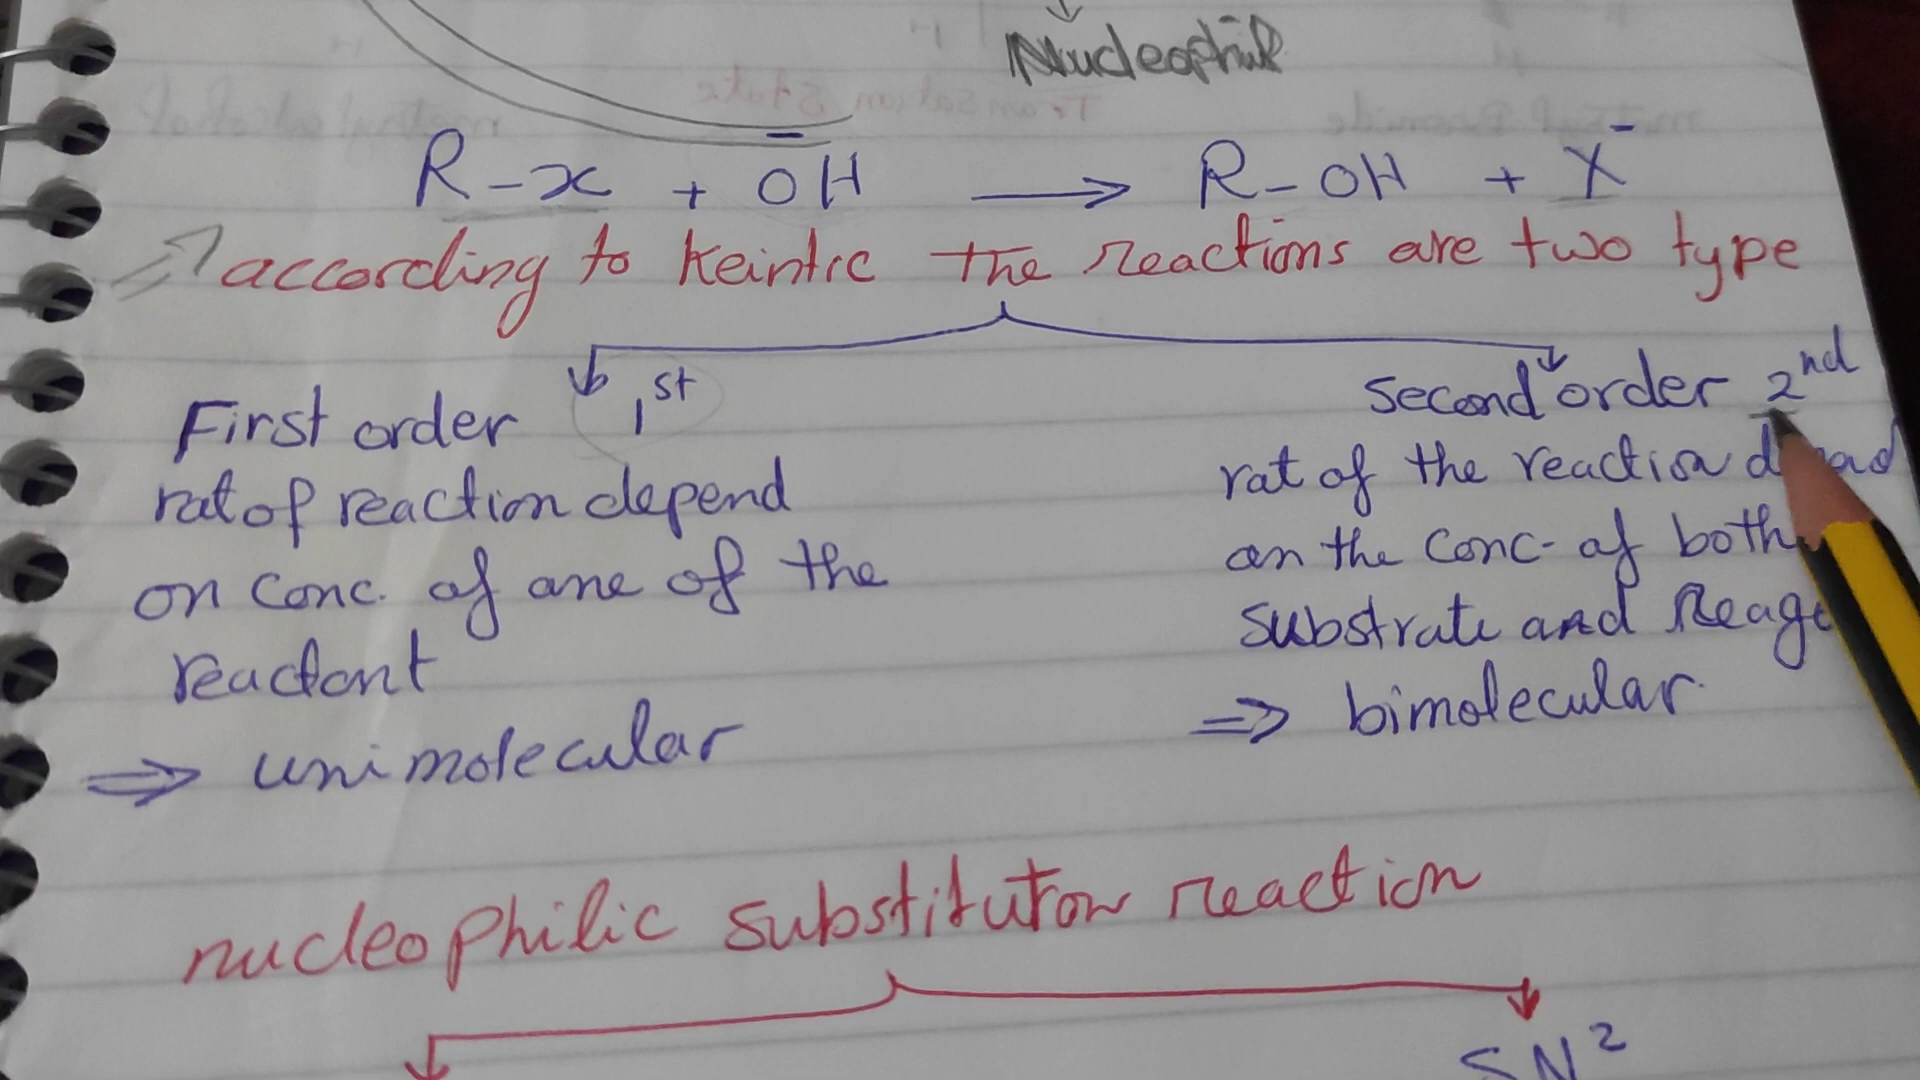 Nucleophil
R-x + ŌH → R-OH + X⁻
according to keintic the reactions are two type
First order 1st
rat of reaction depend
on conc. of one of the
reactant
⇒ unimolecular
Second order 2nd
rat of the reaction
on the conc- of both
substrate and
⇒ bimolecular
nucleophilic substitution reaction
SN2